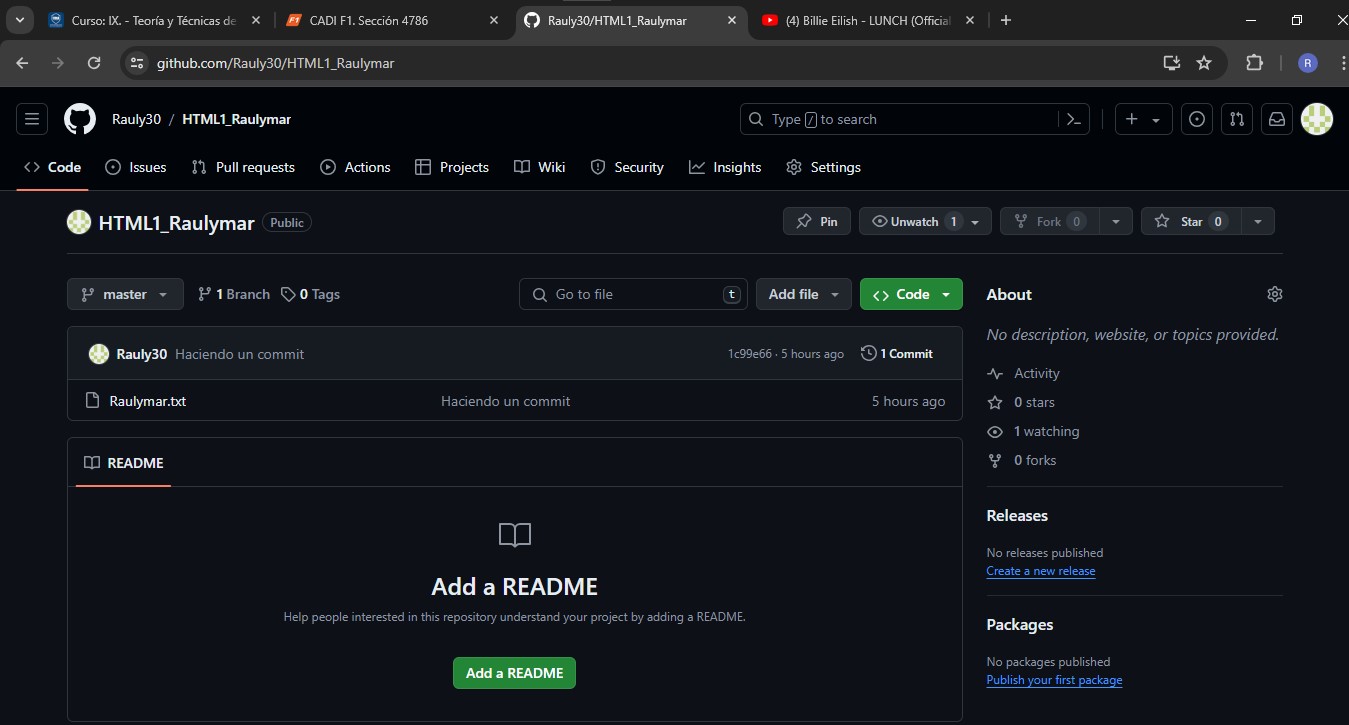 Curso: IX. - Teoría y Técnicas de
CADI F1. Sección 4786
Rauly30/HTML1_Raulymar
(4) Billie Eilish - LUNCH (Official
github.com/Rauly30/HTML1_Raulymar
R
Rauly30 / HTML1_Raulymar
Type / to search
Code Issues Pull requests Actions Projects Wiki Security Insights Settings
HTML1_Raulymar Public
Pin Unwatch 1 Fork 0 Star 0
master 1 Branch 0 Tags Go to file t Add file Code
About
No description, website, or topics provided.
Rauly30 Haciendo un commit 1c99e66 · 5 hours ago 1 Commit
Raulymar.txt Haciendo un commit 5 hours ago
Activity
0 stars
1 watching
0 forks
README
Add a README
Help people interested in this repository understand your project by adding a README.
Add a README
Releases
No releases published
Create a new release
Packages
No packages published
Publish your first package